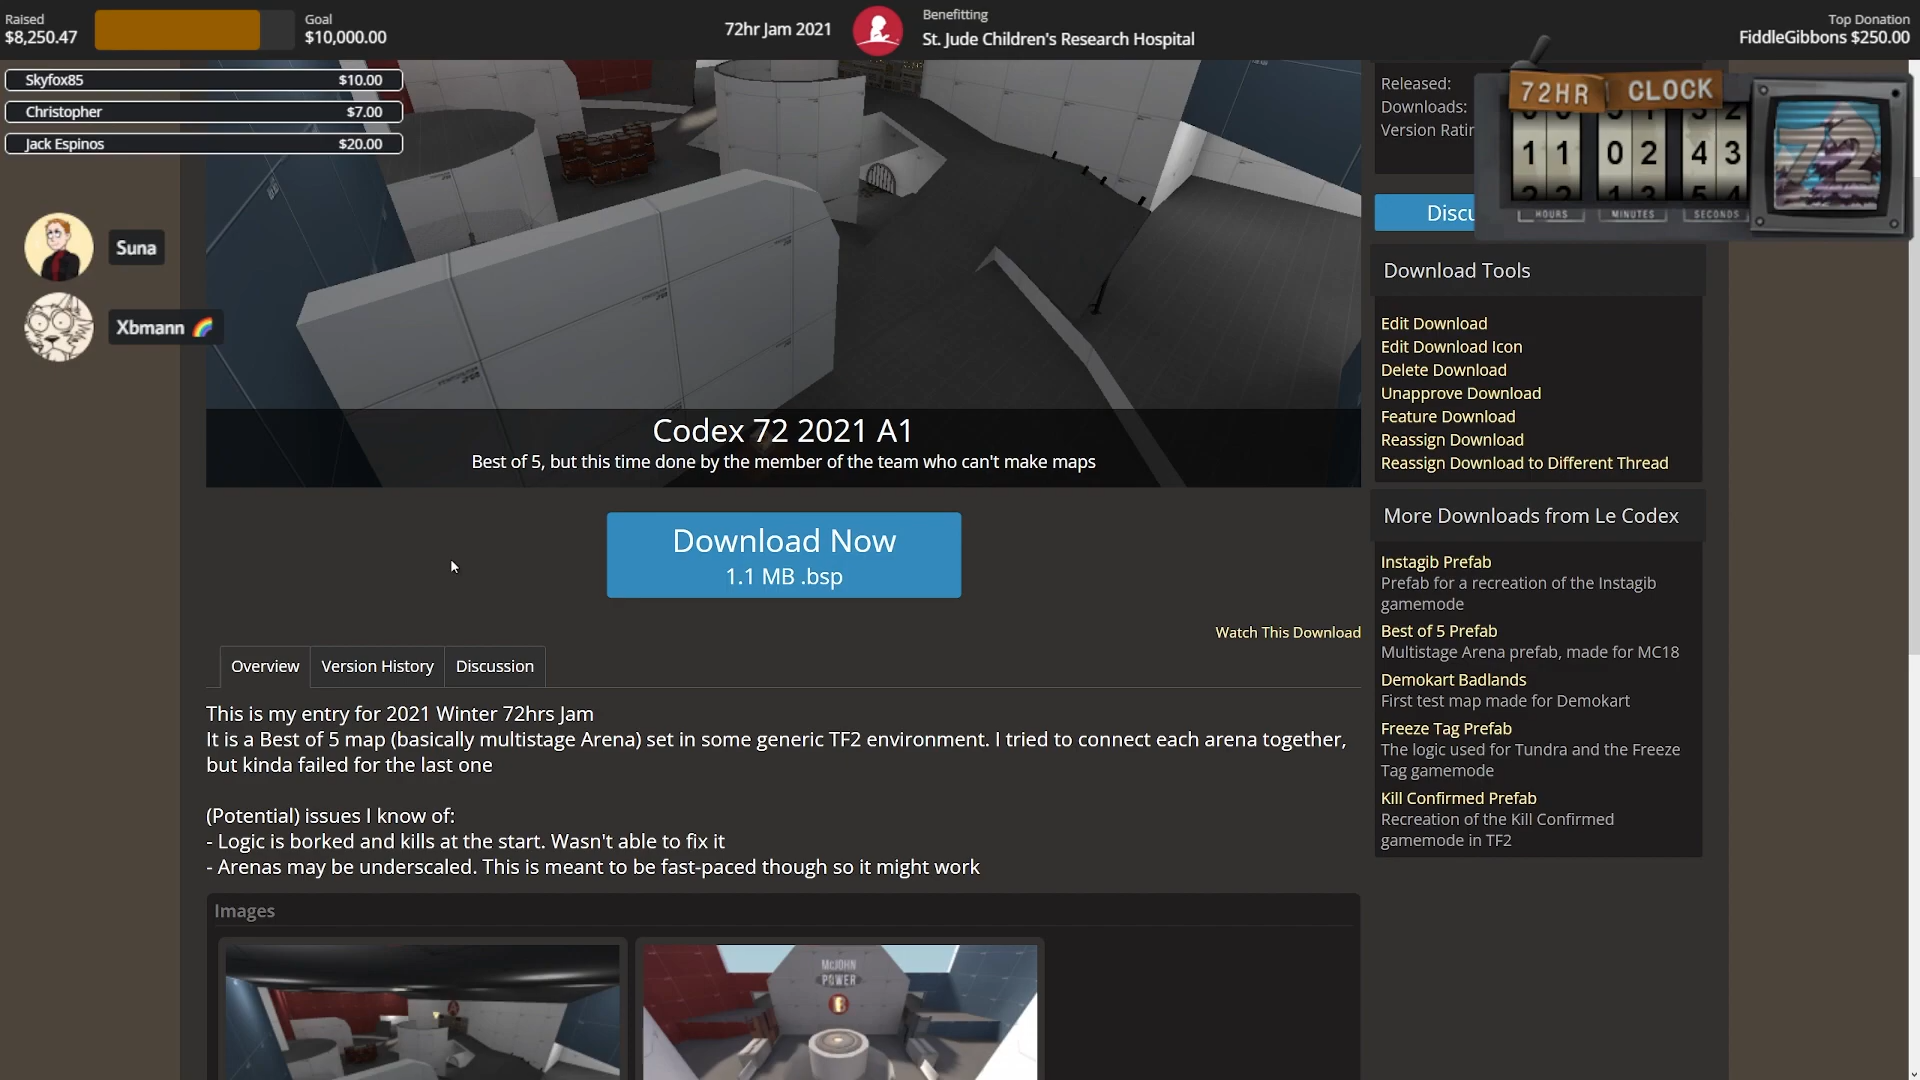 Raised
$8,250.47
Goal
$10,000.00
72hr Jam 2021
Benefitting
St. Jude Children's Research Hospital
Top Donation
FiddleGibbons $250.00
Skyfox85 $10.00
Christopher $7.00
Jack Espinos $20.00
Suna
Xbmann 🌈
Released:
Downloads:
72HR CLOCK
11 02 43
HOURS MINUTES SECONDS
72
Codex 72 2021 A1
Best of 5, but this time done by the member of the team who can't make maps
Download Now
1.1 MB .bsp
Watch This Download
Overview Version History Discussion
This is my entry for 2021 Winter 72hrs Jam
It is a Best of 5 map (basically multistage Arena) set in some generic TF2 environment. I tried to connect each arena together,
but kinda failed for the last one
(Potential) issues I know of:
- Logic is borked and kills at the start. Wasn't able to fix it
- Arenas may be underscaled. This is meant to be fast-paced though so it might work
Images
McJOHN
POWER
Download Tools
Edit Download
Edit Download Icon
Delete Download
Unapprove Download
Feature Download
Reassign Download
Reassign Download to Different Thread
More Downloads from Le Codex
Instagib Prefab
Prefab for a recreation of the Instagib
gamemode
Best of 5 Prefab
Multistage Arena prefab, made for MC18
Demokart Badlands
First test map made for Demokart
Freeze Tag Prefab
The logic used for Tundra and the Freeze
Tag gamemode
Kill Confirmed Prefab
Recreation of the Kill Confirmed
gamemode in TF2